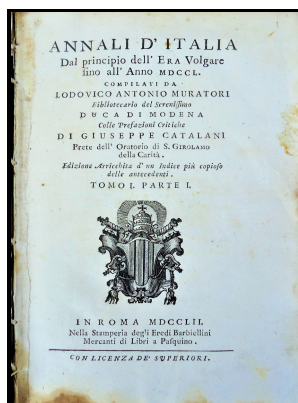 ANNALI D' ITALIA
Dal principio dell' ERA Volgare
sino all' Anno MDCCL.
COMPILATI DA
LODOVICO ANTONIO MURATORI
Bibliotecario del Serenissimo
DUCA DI MODENA
Colle Prefazioni Critiche
DI GIUSEPPE CATALANI
Prete dell' Oratorio di S. GIROLAMO
della Carità.
Edizione Arricchita d' un Indice più copioso
delle antecedenti.
TOMO I. PARTE I.
IN ROMA MDCCLII.
Nella Stamperia degli Eredi Barbiellini
Mercanti di Libri a Pasquino.
CON LICENZA DE' SUPERIORI.